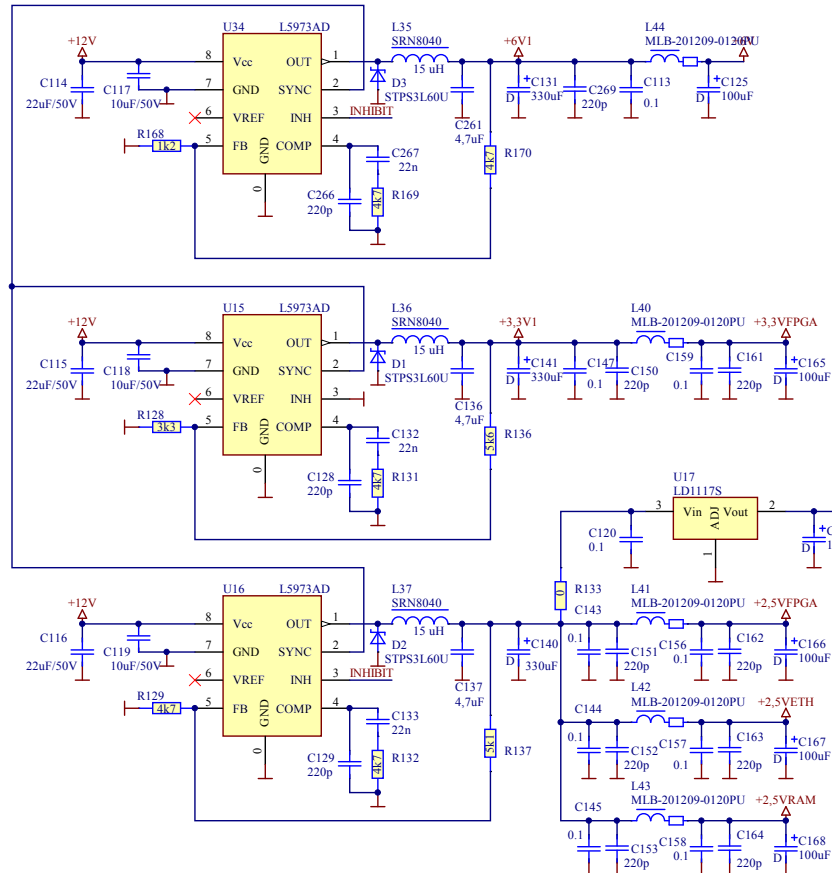 U34 L5973AD
+12V
8 Vcc OUT 1
7 GND SYNC 2
6 VREF INH 3 INHIBIT
5 FB COMP 4
GND
0
C114
22uF/50V
C117
10uF/50V
R168
1k2
L35
SRN8040
15 uH
D3
STPS3L60U
C267
22n
C266
220p
4k7
R169
C261
4,7uF
4k7
R170
+6V1
+
C131
330uF
D
C269
220p
C113
0.1
L44
MLB-201209-0120PU
+6V
+
C125
100uF
D
U15 L5973AD
+12V
8 Vcc OUT 1
7 GND SYNC 2
6 VREF INH 3
5 FB COMP 4
GND
0
C115
22uF/50V
C118
10uF/50V
R128
3k3
L36
SRN8040
15 uH
D1
STPS3L60U
C132
22n
C128
220p
4k7
R131
C136
4,7uF
5k6
R136
+3,3V1
+
C141
330uF
D
C147
0.1
C150
220p
L40
MLB-201209-0120PU
C159
0.1
C161
220p
+3,3VFPGA
+
C165
100uF
D
U17
LD1117S
3 Vin Vout 2
ADJ
1
C120
0.1
+
D
C
1
0
R133
U16 L5973AD
+12V
8 Vcc OUT 1
7 GND SYNC 2
6 VREF INH 3 INHIBIT
5 FB COMP 4
GND
0
C116
22uF/50V
C119
10uF/50V
R129
4k7
L37
SRN8040
15 uH
D2
STPS3L60U
C133
22n
C129
220p
4k7
R132
C137
4,7uF
5k1
R137
+
C140
330uF
D
C143
0.1
C151
220p
L41
MLB-201209-0120PU
C156
0.1
C162
220p
+2,5VFPGA
+
C166
100uF
D
C144
0.1
C152
220p
L42
MLB-201209-0120PU
C157
0.1
C163
220p
+2,5VETH
+
C167
100uF
D
C145
0.1
C153
220p
L43
MLB-201209-0120PU
C158
0.1
C164
220p
+2,5VRAM
+
C168
100uF
D